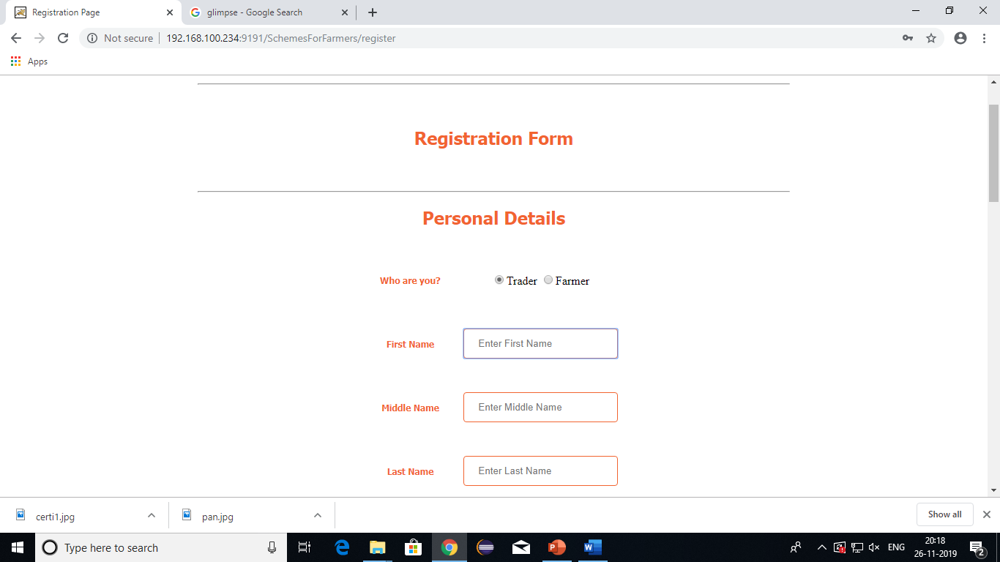 Registration Page
glimpse - Google Search
Not secure
192.168.100.234:9191/SchemesForFarmers/register
Apps
Registration Form
Personal Details
Who are you? Trader Farmer
First Name Enter First Name
Middle Name Enter Middle Name
Last Name Enter Last Name
certi1.jpg pan.jpg Show all
Type here to search
ENG
20:18
26-11-2019
2